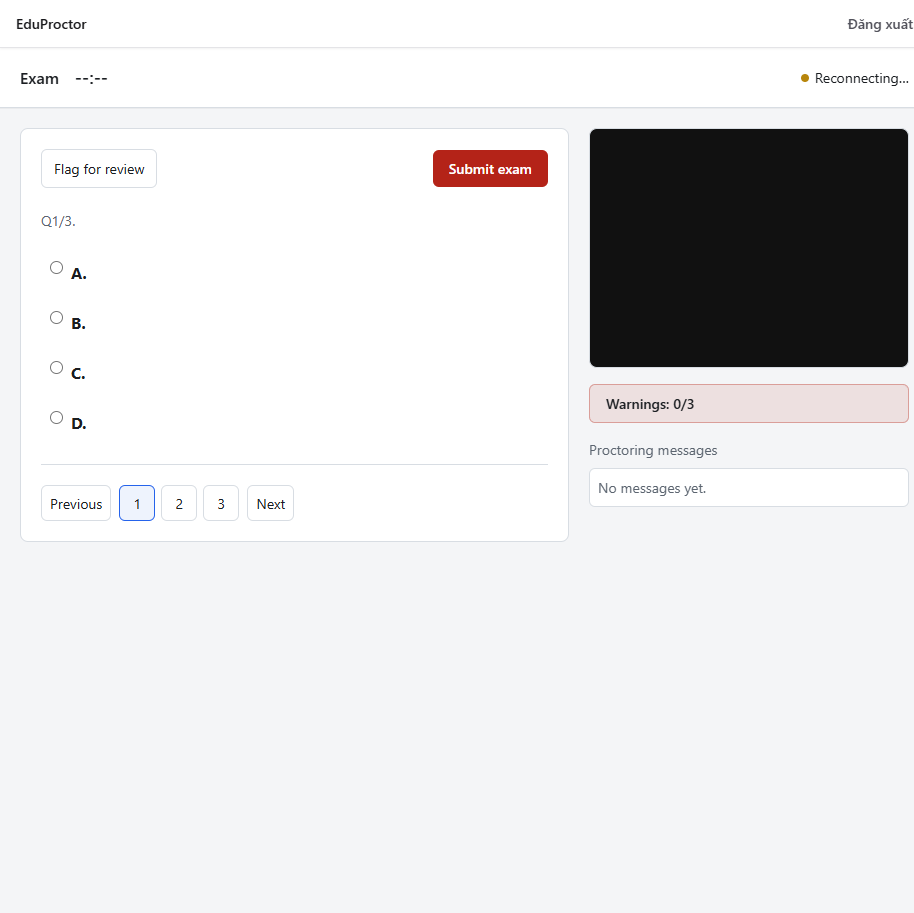 EduProctor
Đăng xuất
Exam --:--
Reconnecting...
Flag for review
Submit exam
Q1/3.
A.
B.
C.
D.
Previous 1 2 3 Next
Warnings: 0/3
Proctoring messages
No messages yet.